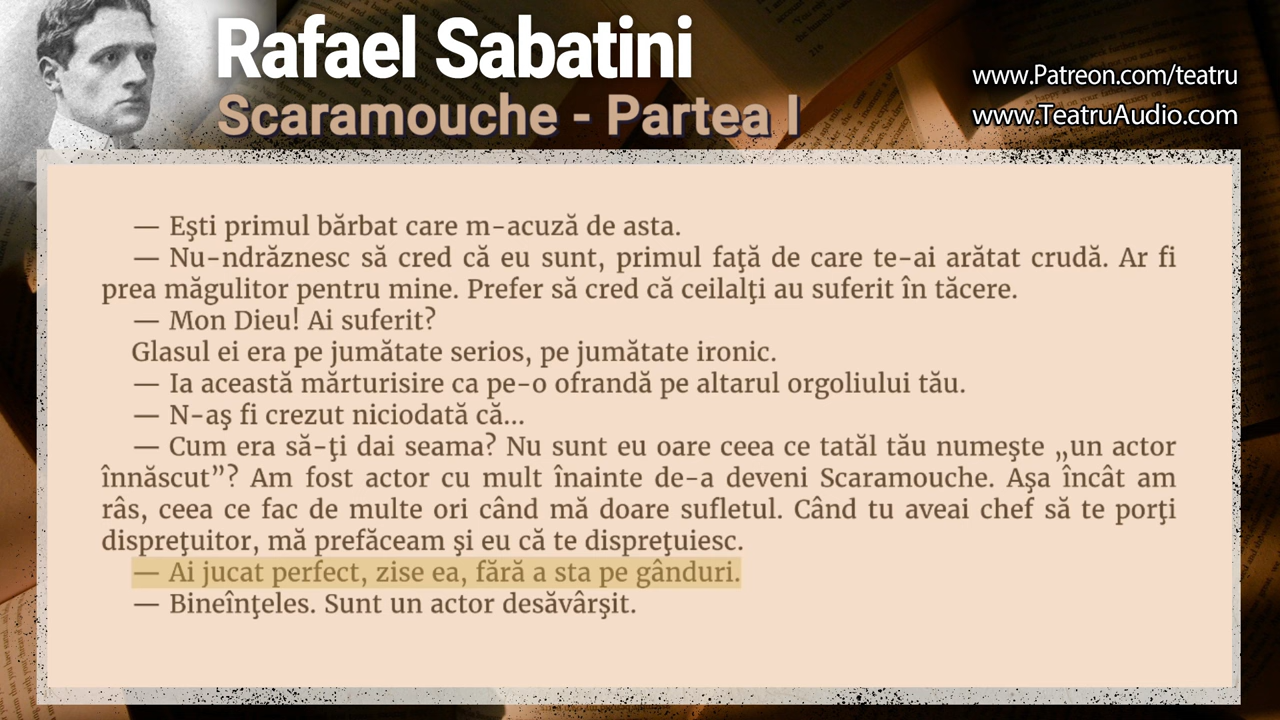 Rafael Sabatini
Scaramouche - Partea I
www.Patreon.com/teatru
www.TeatruAudio.com
— Eşti primul bărbat care m-acuză de asta.
— Nu-ndrăznesc să cred că eu sunt, primul faţă de care te-ai arătat crudă. Ar fi
prea măgulitor pentru mine. Prefer să cred că ceilalţi au suferit în tăcere.
— Mon Dieu! Ai suferit?
Glasul ei era pe jumătate serios, pe jumătate ironic.
— Ia această mărturisire ca pe-o ofrandă pe altarul orgoliului tău.
— N-aş fi crezut niciodată că...
— Cum era să-ţi dai seama? Nu sunt eu oare ceea ce tatăl tău numeşte „un actor
înnăscut”? Am fost actor cu mult înainte de-a deveni Scaramouche. Aşa încât am
râs, ceea ce fac de multe ori când mă doare sufletul. Când tu aveai chef să te porţi
dispreţuitor, mă prefăceam şi eu că te dispreţuiesc.
— Ai jucat perfect, zise ea, fără a sta pe gânduri.
— Bineînţeles. Sunt un actor desăvârşit.